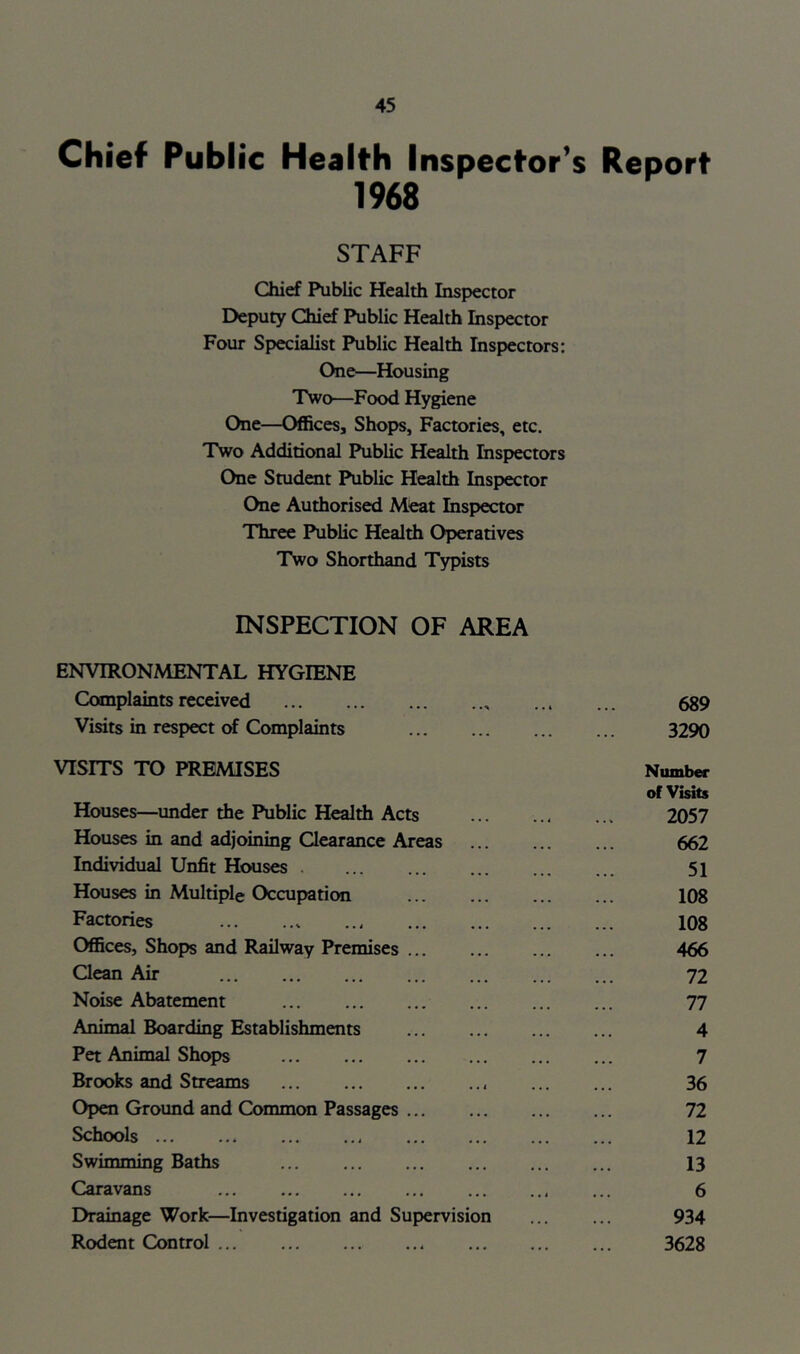 45
Chief Public Health Inspector's Report
1968
STAFF
Chief Public Health Inspector
Deputy Chief Public Health Inspector
Four Specialist Public Health Inspectors:
One—Housing
Two—Food Hygiene
One—Offices, Shops, Factories, etc.
Two Additional Public Health Inspectors
One Student Public Health Inspector
One Authorised Meat Inspector
Three Public Health Operatives
Two Shorthand Typists
INSPECTION OF AREA
ENVIRONMENTAL HYGIENE
Complaints received ... ... ... ... ... ... 689
Visits in respect of Complaints ... ... ... ... 3290
VISITS TO PREMISES Number
of Visits
Houses—under the Public Health Acts ... ... ... 2057
Houses in and adjoining Clearance Areas ... ... ... 662
Individual Unfit Houses ... ... ... ... ... 51
Houses in Multiple Occupation ... ... ... ... 108
Factories ... ... ... ... ... ... ... 108
Offices, Shops and Railway Premises ... ... ... ... 466
Clean Air ... ... ... ... ... ... ... 72
Noise Abatement ... ... ... ... ... ... 77
Animal Boarding Establishments ... ... ... ... 4
Pet Animal Shops ... ... ... ... ... ... 7
Brooks and Streams ... ... ... ... ... ... 36
Open Ground and Common Passages ... ... ... ... 72
Schools ... ... ... ... ... ... ... ... 12
Swimming Baths ... ... ... ... ... ... 13
Caravans ... ... ... ... ... ... ... 6
Drainage Work—Investigation and Supervision ... ... 934
Rodent Control ... ... ... ... ... ... ... 3628